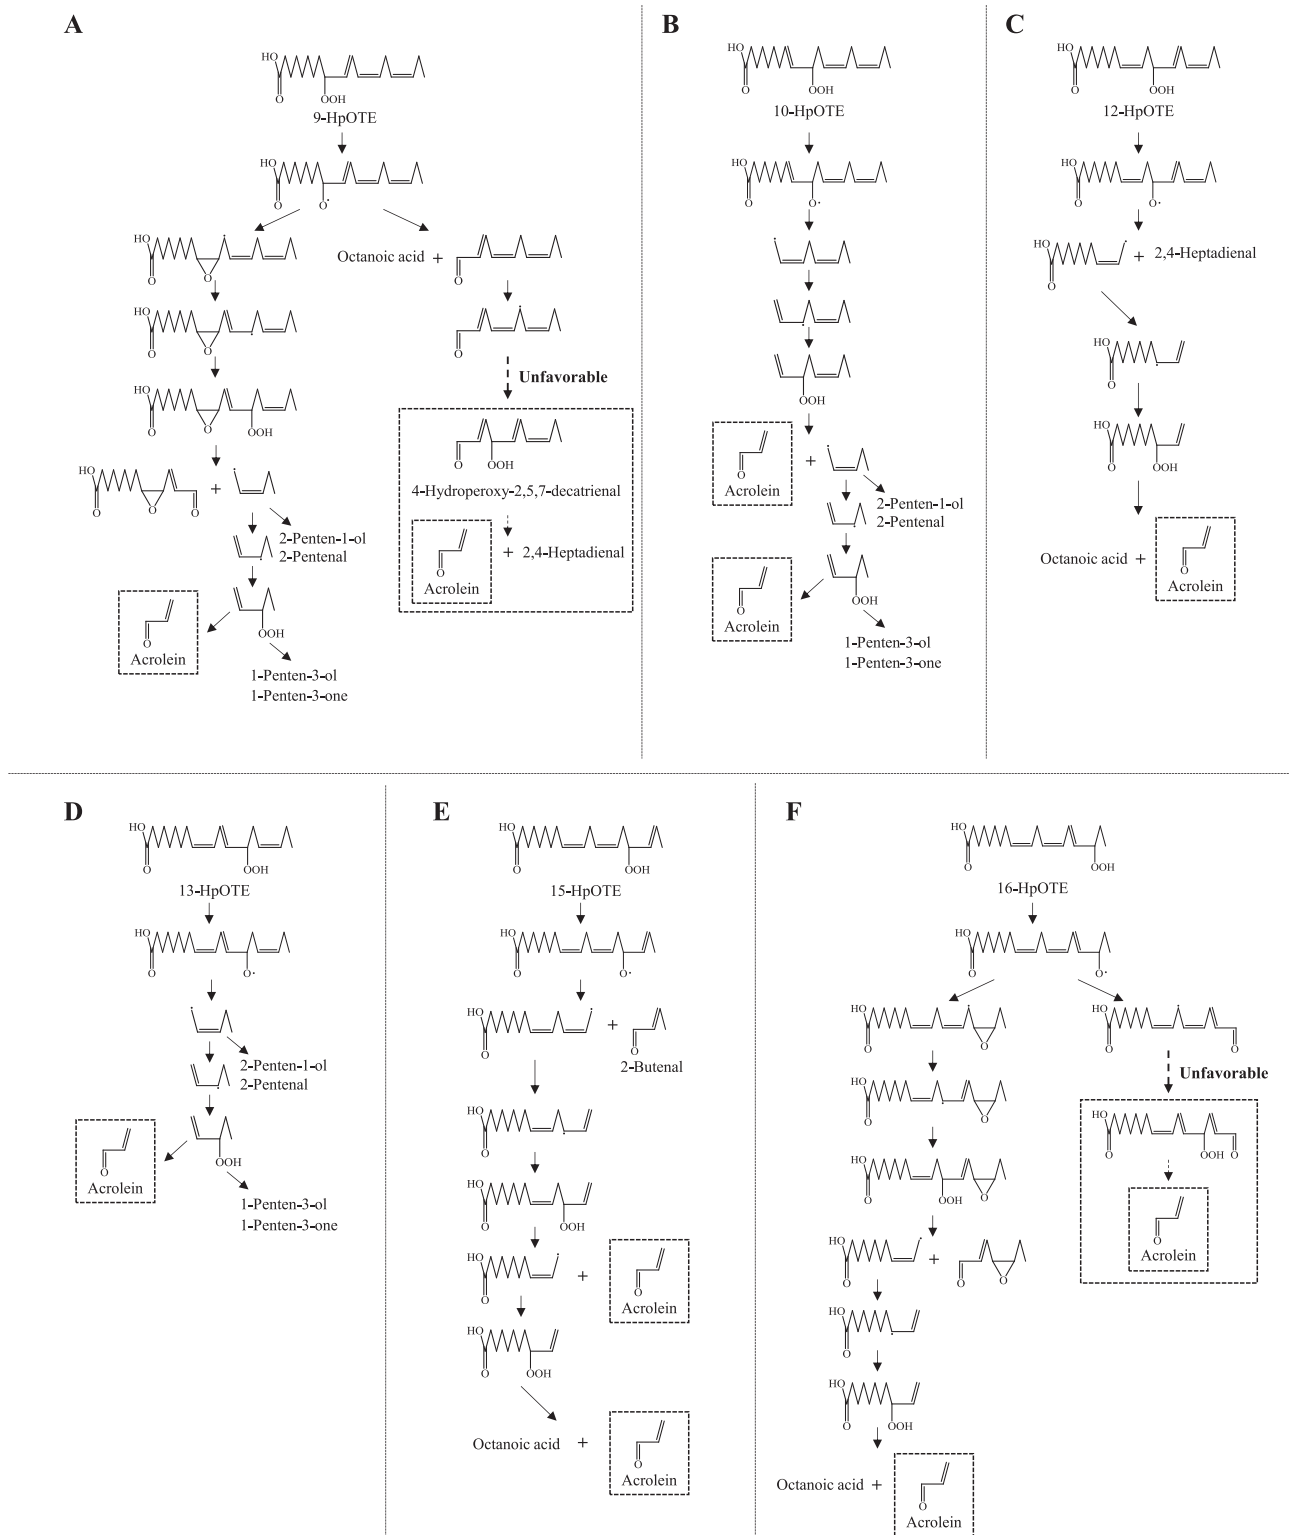 A
HO
O
OOH
9-HpOTE
HO
O
O·
HO
O
O
Octanoic acid +
O
HO
O
O
O
Unfavorable
HO
O
O
OOH
O
OOH
4-Hydroperoxy-2,5,7-decatrienal
HO
O
O
O
+
2-Penten-1-ol
2-Pentenal
O
Acrolein
+ 2,4-Heptadienal
OOH
O
Acrolein
1-Penten-3-ol
1-Penten-3-one
B
HO
O
OOH
10-HpOTE
HO
O
O·
OOH
O
Acrolein
+
2-Penten-1-ol
2-Pentenal
O
Acrolein
OOH
1-Penten-3-ol
1-Penten-3-one
C
HO
O
OOH
12-HpOTE
HO
O
O·
HO
O
+ 2,4-Heptadienal
HO
O
HO
O
OOH
Octanoic acid +
O
Acrolein
D
HO
O
OOH
13-HpOTE
HO
O
O·
2-Penten-1-ol
2-Pentenal
O
Acrolein
OOH
1-Penten-3-ol
1-Penten-3-one
E
HO
O
OOH
15-HpOTE
HO
O
O·
HO
O
+
O
2-Butenal
HO
O
HO
O
OOH
HO
O
+
O
Acrolein
HO
O
OOH
Octanoic acid +
O
Acrolein
F
HO
O
OOH
16-HpOTE
HO
O
O·
HO
O
O
HO
O
O
Unfavorable
HO
O
O
HO
O
OOH
O
HO
O
OOH
O
O
Acrolein
HO
O
+
O
O
HO
O
HO
O
OOH
Octanoic acid +
O
Acrolein